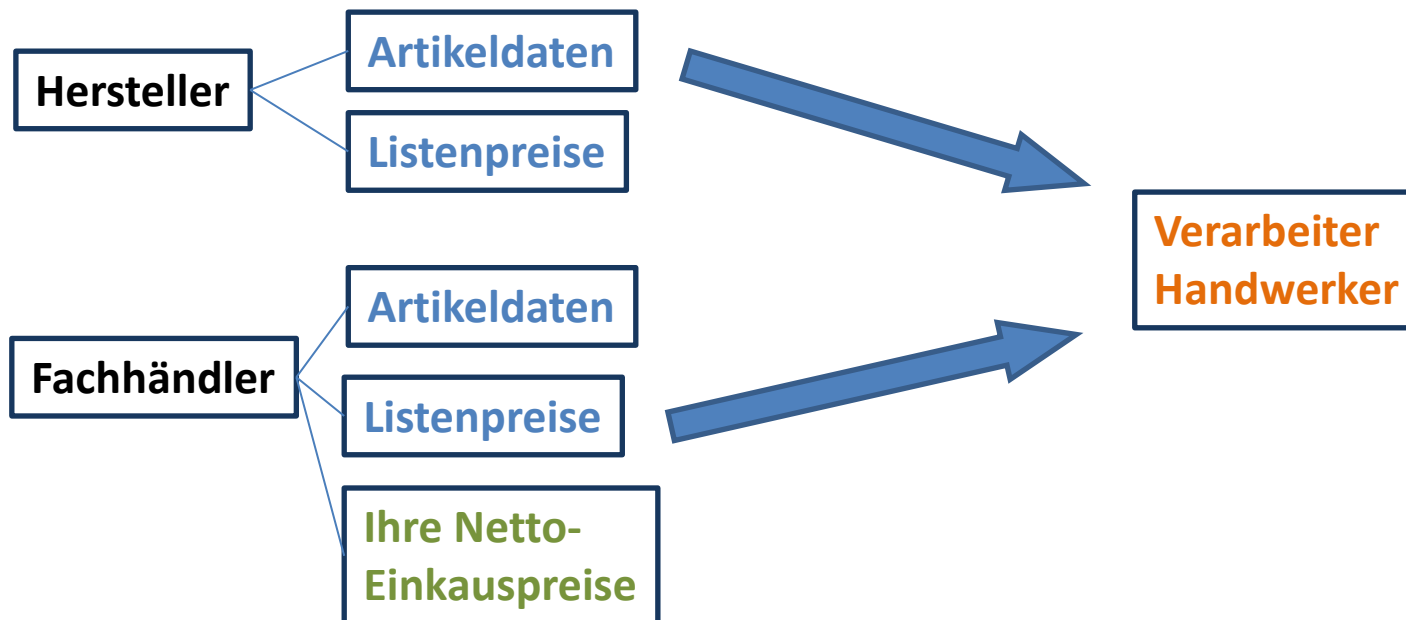 Hersteller
Artikeldaten
Listenpreise
Verarbeiter
Handwerker
Fachhändler
Artikeldaten
Listenpreise
Ihre Netto-
Einkauspreise